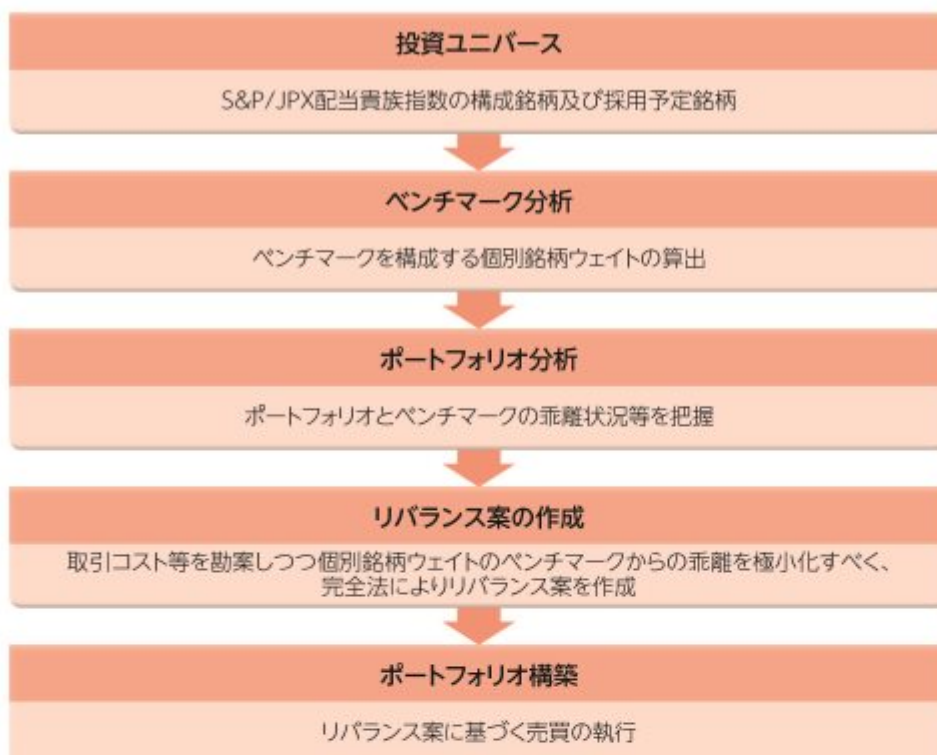 投資ユニバース
S&P/JPX配当貴族指数の構成銘柄及び採用予定銘柄
ベンチマーク分析
ベンチマークを構成する個別銘柄ウェイトの算出
ポートフォリオ分析
ポートフォリオとベンチマークの乖離状況等を把握
リバランス案の作成
取引コスト等を勘案しつつ個別銘柄ウェイトのベンチマークからの乖離を極小化すべく、
完全法によりリバランス案を作成
ポートフォリオ構築
リバランス案に基づく売買の執行